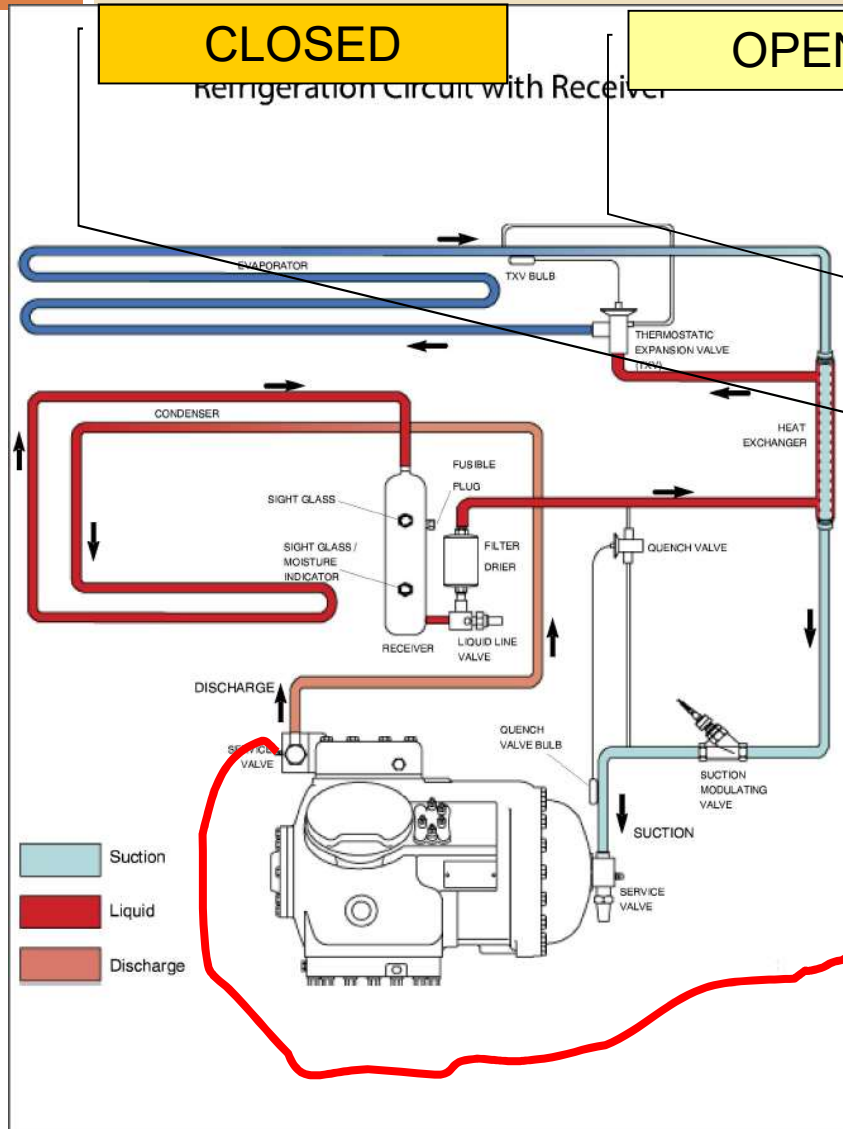 CLOSED
OPEN
Refrigeration Circuit with Receiver
EVAPORATOR
TXV BULB
THERMOSTATIC
EXPANSION VALVE
(TXV)
CONDENSER
HEAT
EXCHANGER
FUSIBLE
PLUG
SIGHT GLASS
SIGHT GLASS /
MOISTURE
INDICATOR
FILTER
DRIER
QUENCH VALVE
RECEIVER
LIQUID LINE
VALVE
DISCHARGE
SERVICE
VALVE
QUENCH
VALVE BULB
SUCTION
MODULATING
VALVE
SUCTION
SERVICE
VALVE
Suction
Liquid
Discharge